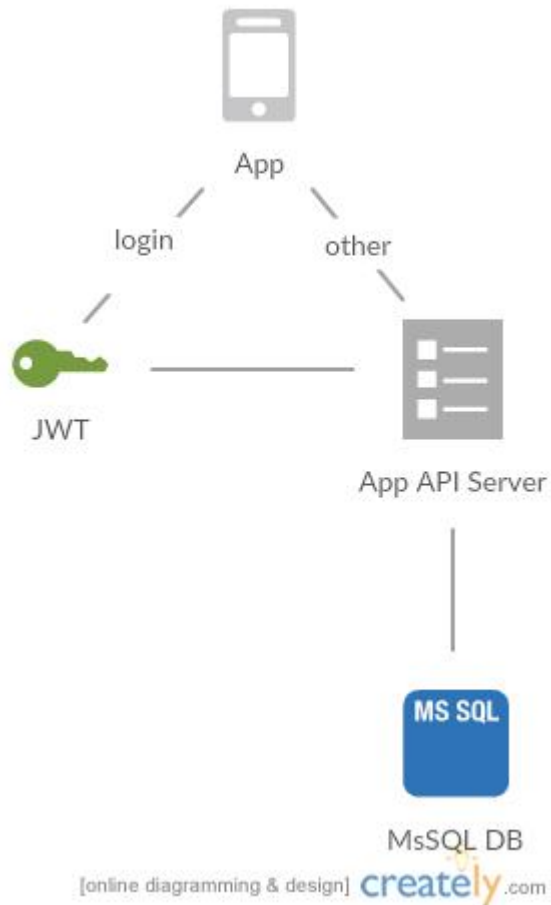 App
login
other
JWT
App API Server
MS SQL
MsSQL DB
[online diagramming & design] creately.com